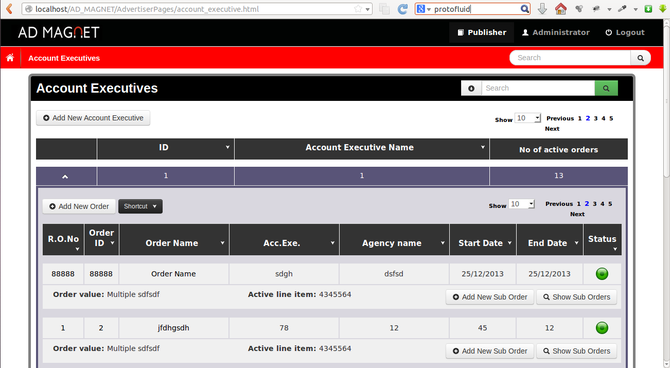 localhost/AD_MAGNET/AdvertiserPages/account_executive.html
protofluid
AD MAGNET
Publisher
Administrator
Logout
Account Executives
Search
Account Executives
Search
Add New Account Executive
Show 10 Previous 1 2 3 4 5
Next
ID Account Executive Name No of active orders
1 1 13
Add New Order Shortcut
Show 10 Previous 1 2 3 4 5
Next
R.O.No Order ID Order Name Acc.Exe. Agency name Start Date End Date Status
88888 88888 Order Name sdgh dsfsd 25/12/2013 25/12/2013
Order value: Multiple sdfsdf Active line item: 4345564
Add New Sub Order Show Sub Orders
1 2 jfdhgsdh 78 12 45 12
Order value: Multiple sdfsdf Active line item: 4345564
Add New Sub Order Show Sub Orders